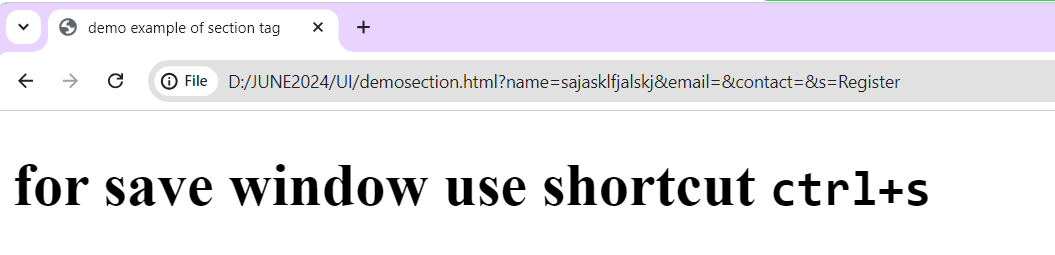 demo example of section tag
File D:/JUNE2024/UI/demosection.html?name=sajasklfjalskj&email=&contact=&s=Register
for save window use shortcut ctrl+s